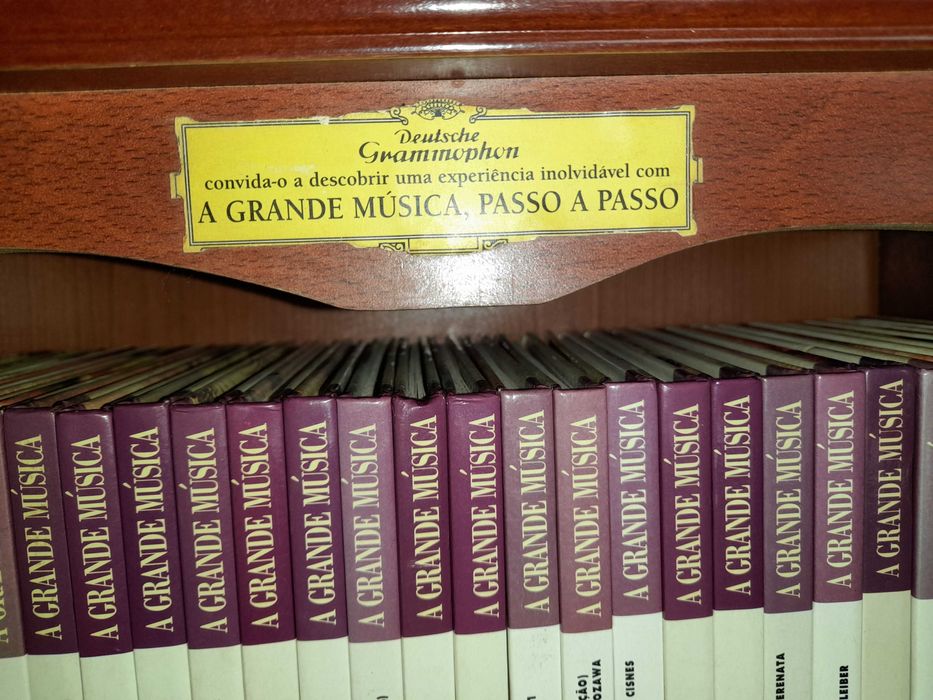 Deutsche
Grammophon
convida-o a descobrir uma experiência inolvidável com
A GRANDE MÚSICA, PASSO A PASSO
A GRANDE MÚSICA
A GRANDE MÚSICA
A GRANDE MÚSICA
A GRANDE MÚSICA
A GRANDE MÚSICA
A GRANDE MÚSICA
A GRANDE MÚSICA
A GRANDE MÚSICA
A GRANDE MÚSICA
A GRANDE MÚSICA
A GRANDE MÚSICA
OZAWA
A GRANDE MÚSICA
CISNES
A GRANDE MÚSICA
A GRANDE MÚSICA
A GRANDE MÚSICA
ERENATA
A GRANDE MÚSICA
LEIBER
A GRANDE MÚSICA